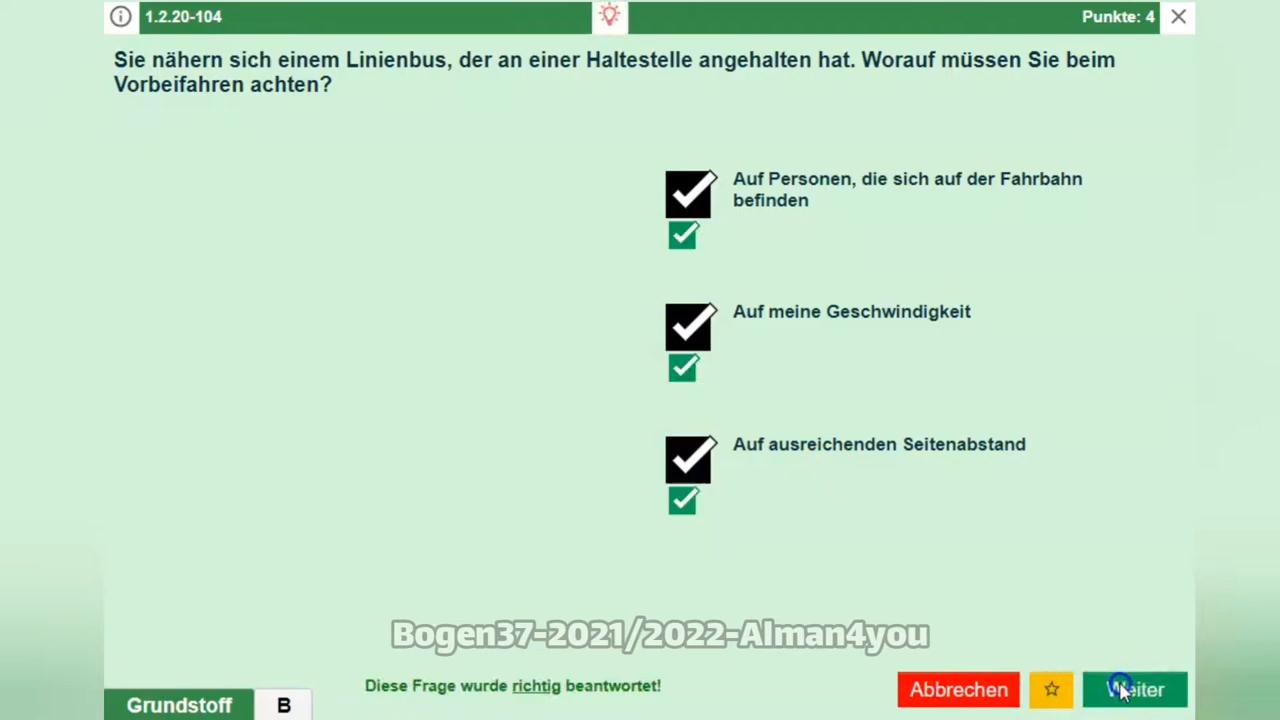 1.2.20-104
Punkte: 4
Sie nähern sich einem Linienbus, der an einer Haltestelle angehalten hat. Worauf müssen Sie beim
Vorbeifahren achten?
Auf Personen, die sich auf der Fahrbahn
befinden
Auf meine Geschwindigkeit
Auf ausreichenden Seitenabstand
Bogen37-2021/2022-Alman4you
Diese Frage wurde richtig beantwortet!
Abbrechen
Weiter
Grundstoff
B